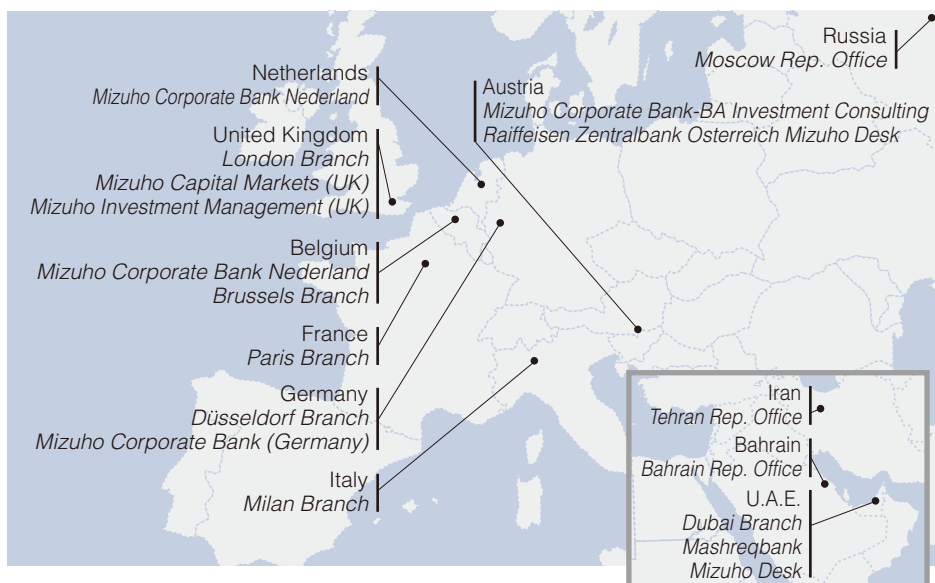 Russia
Moscow Rep. Office
Netherlands
Mizuho Corporate Bank Nederland
Austria
Mizuho Corporate Bank-BA Investment Consulting
Raiffeisen Zentralbank Osterreich Mizuho Desk
United Kingdom
London Branch
Mizuho Capital Markets (UK)
Mizuho Investment Management (UK)
Belgium
Mizuho Corporate Bank Nederland
Brussels Branch
France
Paris Branch
Germany
Düsseldorf Branch
Mizuho Corporate Bank (Germany)
Italy
Milan Branch
Iran
Tehran Rep. Office
Bahrain
Bahrain Rep. Office
U.A.E.
Dubai Branch
Mashreqbank
Mizuho Desk